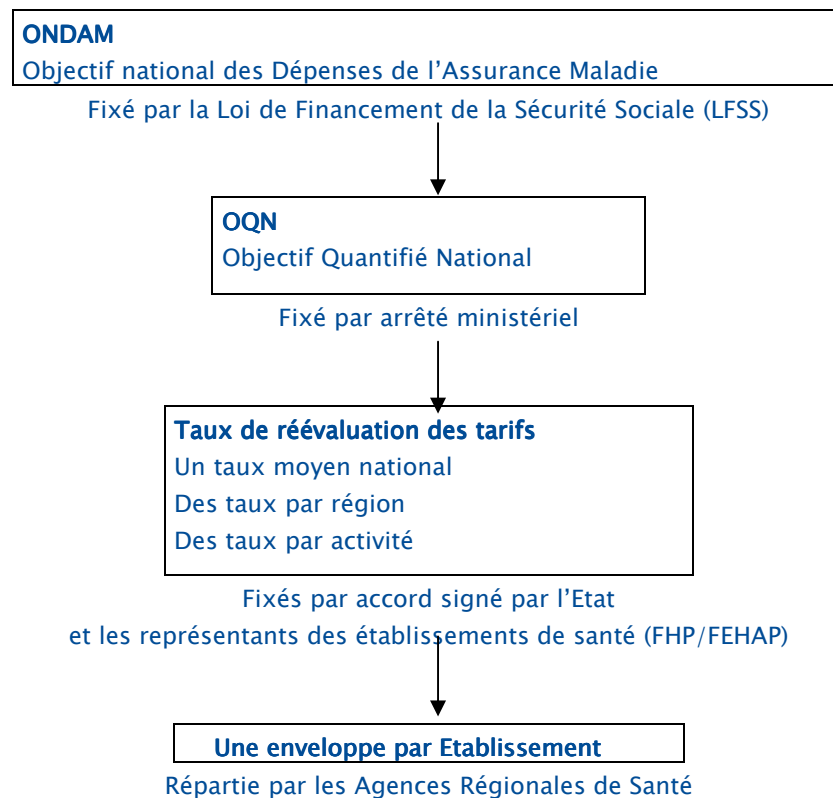 ONDAM
Objectif national des Dépenses de l’Assurance Maladie
Fixé par la Loi de Financement de la Sécurité Sociale (LFSS)
OQN
Objectif Quantifié National
Fixé par arrêté ministériel
Taux de réévaluation des tarifs
Un taux moyen national
Des taux par région
Des taux par activité
Fixés par accord signé par l’Etat
et les représentants des établissements de santé (FHP/FEHAP)
Une enveloppe par Etablissement
Répartie par les Agences Régionales de Santé